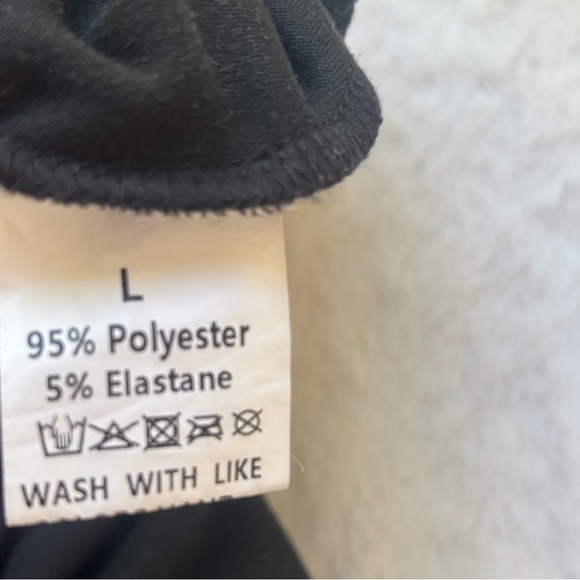 L
95% Polyester
5% Elastane
WASH WITH LIKE